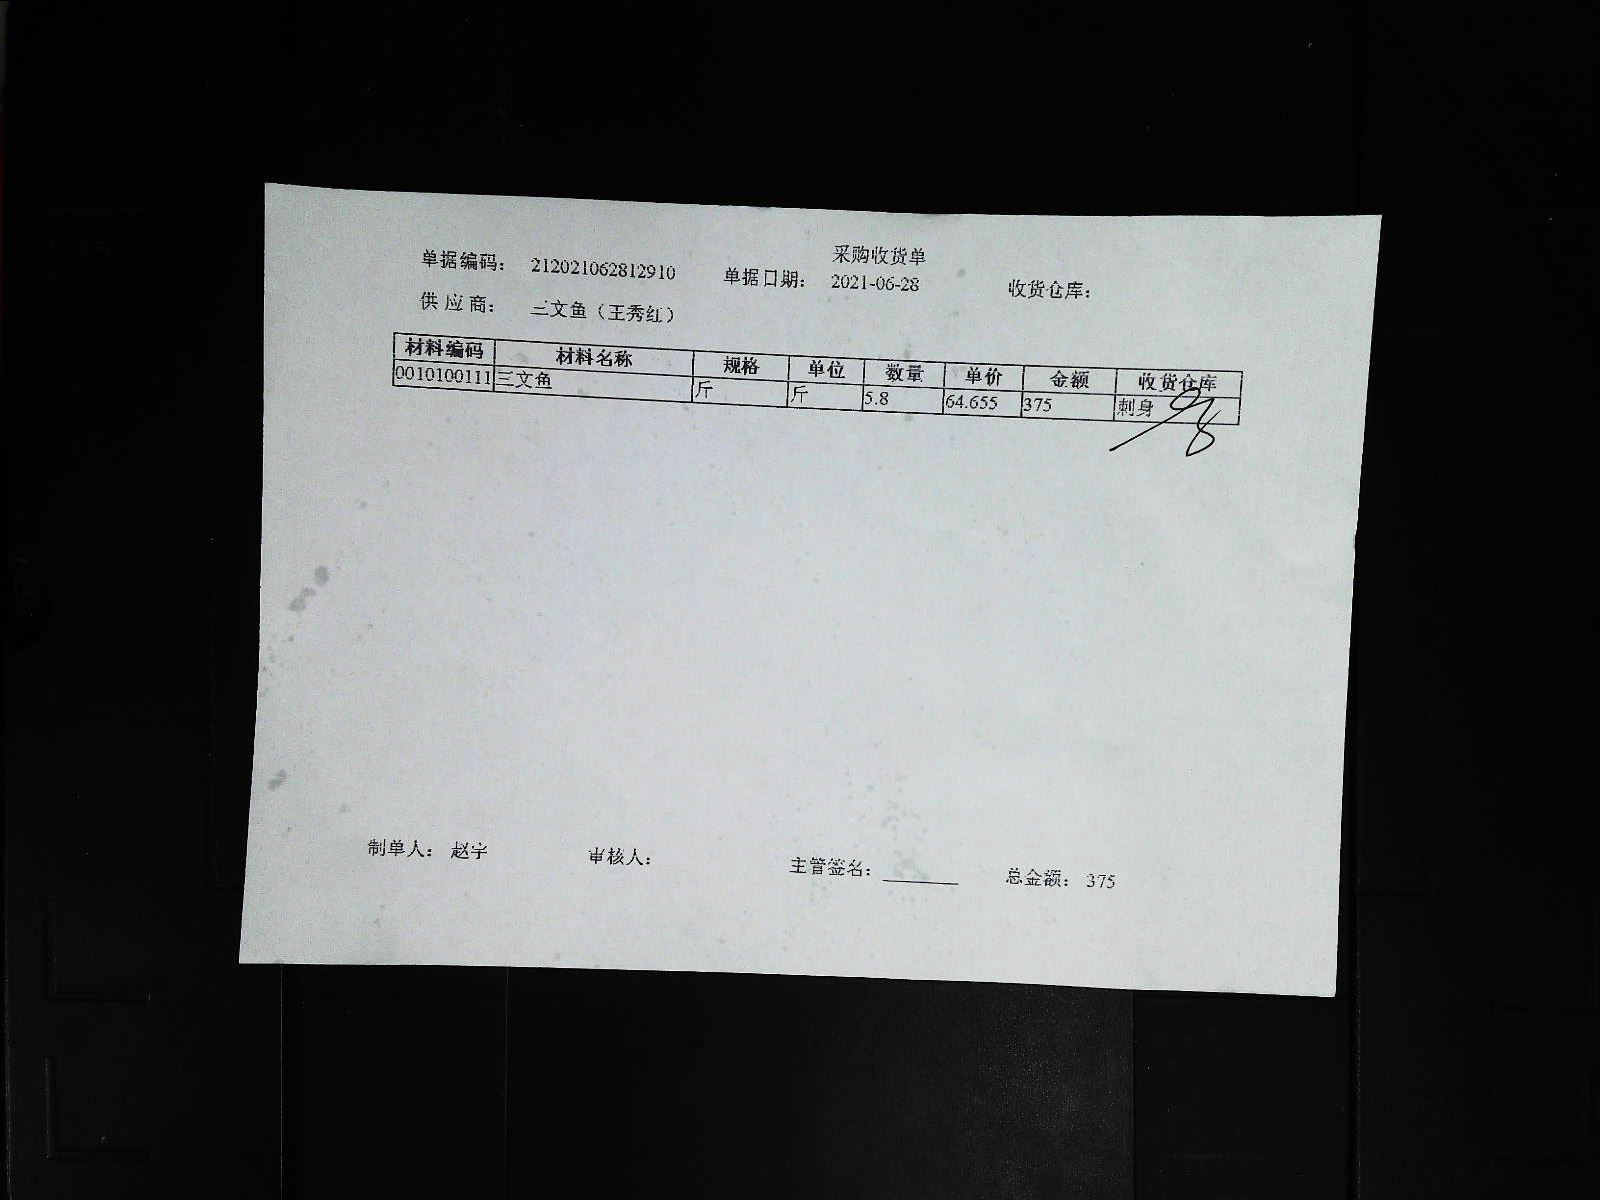 采购收货单
单据编码: 212021062812910 单据日期: 2021-06-28 收货仓库:
供应商: 三文鱼（王秀红）
材料编码 材料名称 规格 单位 数量 单价 金额 收货仓库
0010100111 三文鱼 斤 斤 5.8 64.655 375 刺身
制单人: 赵宇 审核人: 主管签名: 总金额: 375